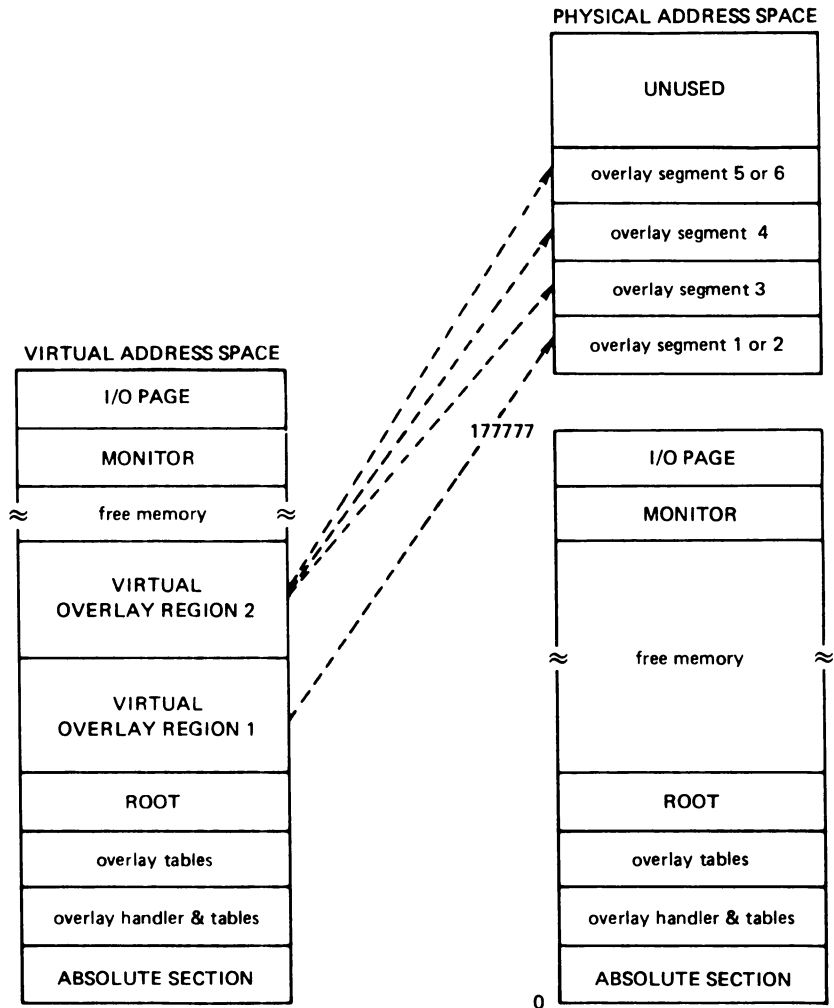 PHYSICAL ADDRESS SPACE
UNUSED
overlay segment 5 or 6
overlay segment 4
overlay segment 3
overlay segment 1 or 2
VIRTUAL ADDRESS SPACE
I/O PAGE
MONITOR
≈ free memory ≈
VIRTUAL
OVERLAY REGION 2
VIRTUAL
OVERLAY REGION 1
ROOT
overlay tables
overlay handler & tables
ABSOLUTE SECTION
177777
I/O PAGE
MONITOR
≈ free memory ≈
ROOT
overlay tables
overlay handler & tables
ABSOLUTE SECTION
0